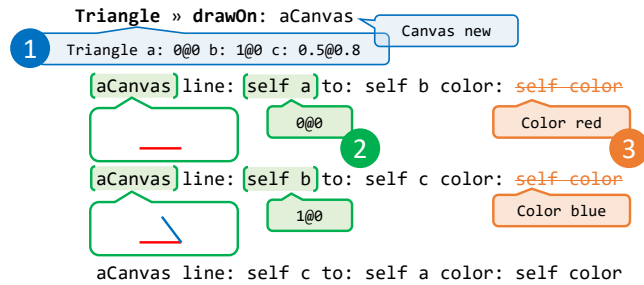 Triangle » drawOn: aCanvas
Canvas new
1
Triangle a: 0@0 b: 1@0 c: 0.5@0.8
aCanvas line: self a to: self b color: self color
0@0
Color red
2
3
aCanvas line: self b to: self c color: self color
1@0
Color blue
aCanvas line: self c to: self a color: self color